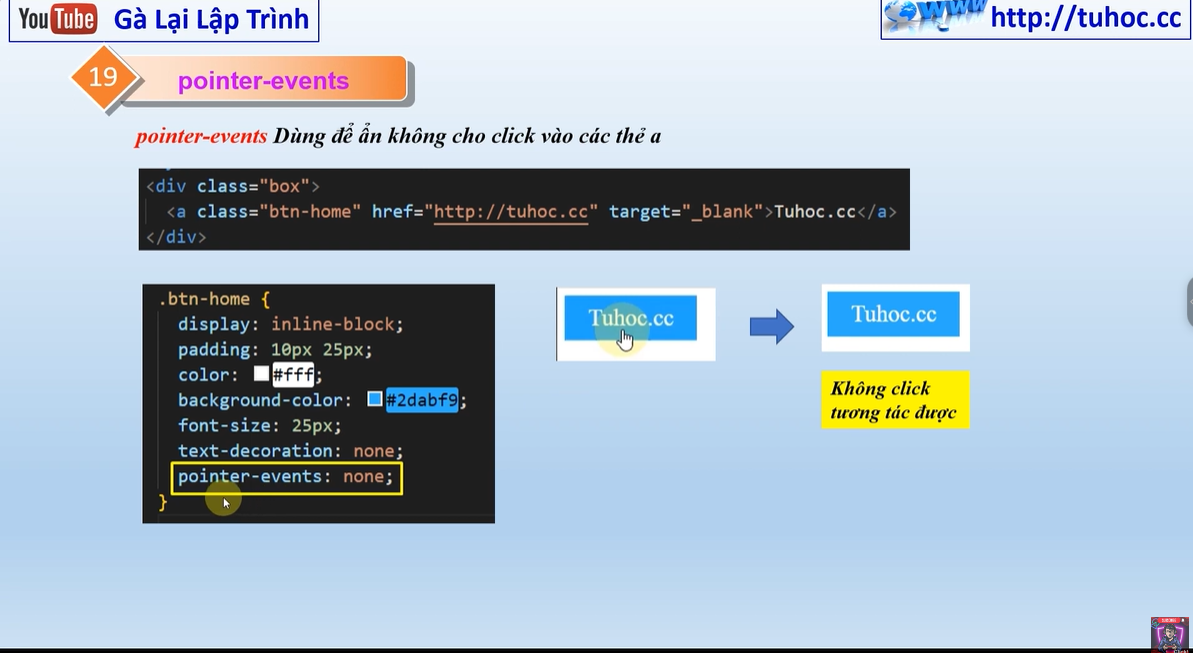 YouTube Gà Lại Lập Trình
www http://tuhoc.cc
19 pointer-events
pointer-events Dùng để ẩn không cho click vào các thẻ a
<div class="box">
<a class="btn-home" href="http://tuhoc.cc" target="_blank">Tuhoc.cc</a>
</div>
.btn-home {
display: inline-block;
padding: 10px 25px;
color: #fff;
background-color: #2dabf9;
font-size: 25px;
text-decoration: none;
pointer-events: none;
}
Tuhoc.cc
Tuhoc.cc
Không click
tương tác được